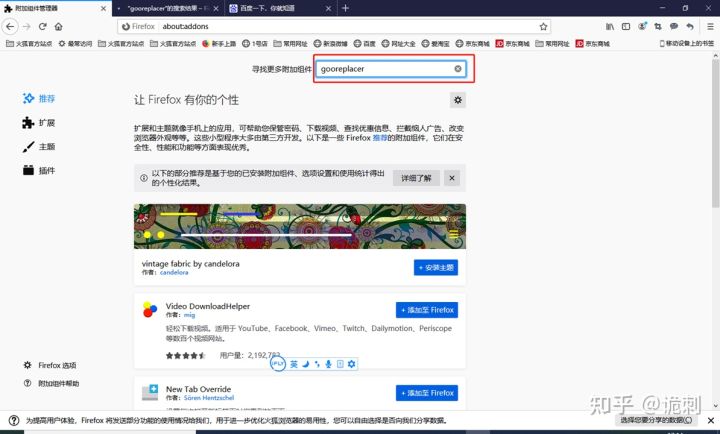 附加组件管理器
"gooreplacer"的搜索结果 – Fi
百度一下，你就知道
Firefox
about:addons
火狐官方站点
最常访问
火狐官方站点
新手上路
1号店
常用网址
新浪微博
百度
网址大全
爱淘宝
京东商城
京东商城
常用网址
京东商城
移动设备上的书签
寻找更多附加组件
gooreplacer
推荐
扩展
主题
插件
让 Firefox 有你的个性
扩展和主题就像手机上的应用，可帮助您保管密码、下载视频、查找优惠信息、拦截恼人广告、改变
浏览器外观等等。这些小型程序大多由第三方开发。以下是一些 Firefox 推荐的附加组件，它们在安
全性、性能和功能等方面表现优秀。
以下的部分推荐是基于您的已安装附加组件、选项设置和使用统计得出
的个性化结果。
详细了解
vintage fabric by candelora
作者：candelora
+ 安装主题
Video DownloadHelper
作者：mig
+ 添加至 Firefox
轻松下载视频。适用于 YouTube、Facebook、Vimeo、Twitch、Dailymotion、Periscope
等数百个视频网站。
用户量：2,192,782
iFLY
英
New Tab Override
作者：Sören Hentzschel
+ 添加至 Firefox
Firefox 选项
附加组件帮助
为提高用户体验，Firefox 将发送部分功能的使用情况给我们，用于进一步优化火狐浏览器的易用性，您可以自由选择是否向我们分享数据。
选择您要分享的数据(C)
知乎 @诡刺